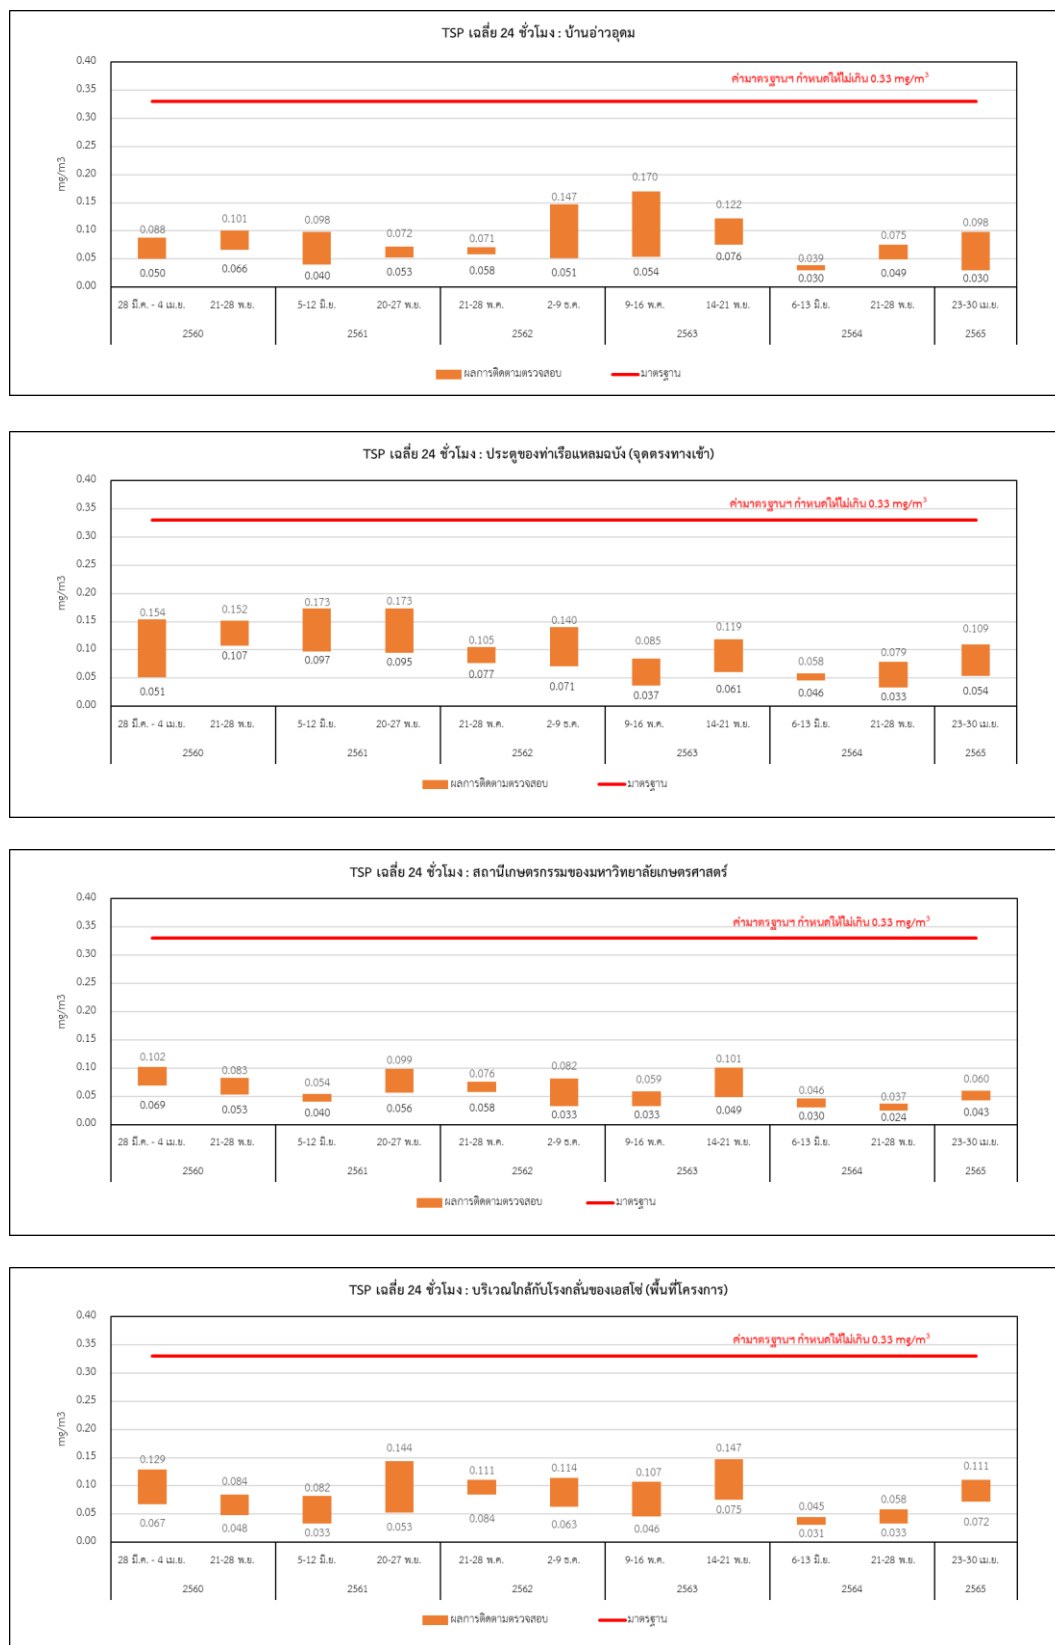 TSP เฉลี่ย 24 ชั่วโมง : บ้านอ่าวอุดม
ค่ามาตรฐานฯ กำหนดให้ไม่เกิน 0.33 mg/m³
mg/m3
0.40
0.35
0.30
0.25
0.20
0.15
0.10
0.05
0.00
0.088 0.101 0.098 0.072 0.071 0.147 0.170 0.122 0.039 0.075 0.098
0.050 0.066 0.040 0.053 0.058 0.051 0.054 0.076 0.030 0.049 0.030
28 มี.ค. - 4 เม.ย. 21-28 พ.ย. 5-12 มิ.ย. 20-27 พ.ย. 21-28 พ.ค. 2-9 ธ.ค. 9-16 พ.ค. 14-21 พ.ย. 6-13 มิ.ย. 21-28 พ.ย. 23-30 เม.ย.
2560 2561 2562 2563 2564 2565
ผลการติดตามตรวจสอบ มาตรฐาน
TSP เฉลี่ย 24 ชั่วโมง : ประตูของท่าเรือแหลมฉบัง (จุดตรงทางเข้า)
ค่ามาตรฐานฯ กำหนดให้ไม่เกิน 0.33 mg/m³
mg/m3
0.40
0.35
0.30
0.25
0.20
0.15
0.10
0.05
0.00
0.154 0.152 0.173 0.173 0.105 0.140 0.085 0.119 0.058 0.079 0.109
0.051 0.107 0.097 0.095 0.077 0.071 0.037 0.061 0.046 0.033 0.054
28 มี.ค. - 4 เม.ย. 21-28 พ.ย. 5-12 มิ.ย. 20-27 พ.ย. 21-28 พ.ค. 2-9 ธ.ค. 9-16 พ.ค. 14-21 พ.ย. 6-13 มิ.ย. 21-28 พ.ย. 23-30 เม.ย.
2560 2561 2562 2563 2564 2565
ผลการติดตามตรวจสอบ มาตรฐาน
TSP เฉลี่ย 24 ชั่วโมง : สถานีเกษตรกรรมของมหาวิทยาลัยเกษตรศาสตร์
ค่ามาตรฐานฯ กำหนดให้ไม่เกิน 0.33 mg/m³
mg/m3
0.40
0.35
0.30
0.25
0.20
0.15
0.10
0.05
0.00
0.102 0.083 0.054 0.099 0.076 0.082 0.059 0.101 0.046 0.037 0.060
0.069 0.053 0.040 0.056 0.058 0.033 0.033 0.049 0.030 0.024 0.043
28 มี.ค. - 4 เม.ย. 21-28 พ.ย. 5-12 มิ.ย. 20-27 พ.ย. 21-28 พ.ค. 2-9 ธ.ค. 9-16 พ.ค. 14-21 พ.ย. 6-13 มิ.ย. 21-28 พ.ย. 23-30 เม.ย.
2560 2561 2562 2563 2564 2565
ผลการติดตามตรวจสอบ มาตรฐาน
TSP เฉลี่ย 24 ชั่วโมง : บริเวณใกล้กับโรงกลั่นของเอสโซ่ (พื้นที่โครงการ)
ค่ามาตรฐานฯ กำหนดให้ไม่เกิน 0.33 mg/m³
mg/m3
0.40
0.35
0.30
0.25
0.20
0.15
0.10
0.05
0.00
0.129 0.084 0.082 0.144 0.111 0.114 0.107 0.147 0.045 0.058 0.111
0.067 0.048 0.033 0.053 0.084 0.063 0.046 0.075 0.031 0.033 0.072
28 มี.ค. - 4 เม.ย. 21-28 พ.ย. 5-12 มิ.ย. 20-27 พ.ย. 21-28 พ.ค. 2-9 ธ.ค. 9-16 พ.ค. 14-21 พ.ย. 6-13 มิ.ย. 21-28 พ.ย. 23-30 เม.ย.
2560 2561 2562 2563 2564 2565
ผลการติดตามตรวจสอบ มาตรฐาน